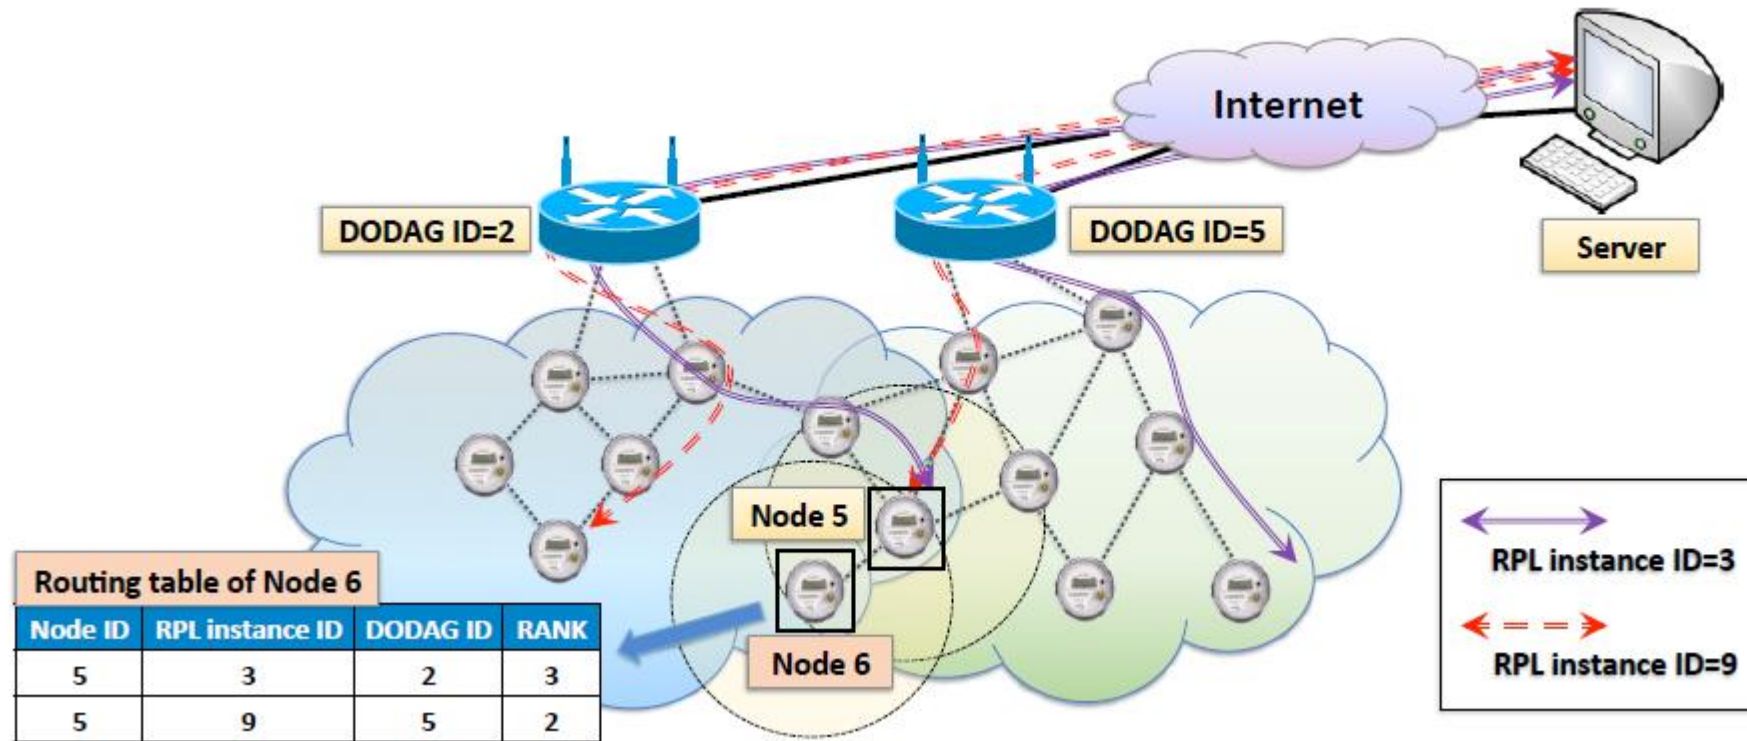 Internet
DODAG ID=2
DODAG ID=5
Server
Node 5
Node 6
Routing table of Node 6
Node ID RPL instance ID DODAG ID RANK
5 3 2 3
5 9 5 2
RPL instance ID=3
RPL instance ID=9